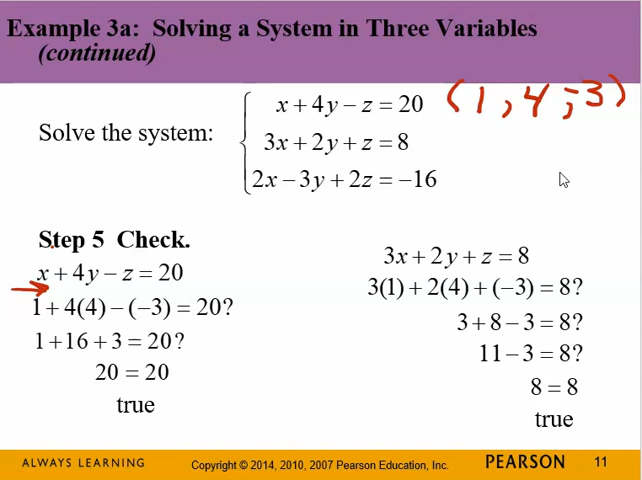 Example 3a: Solving a System in Three Variables
(continued)
x + 4y − z = 20 (1, 4, -3)
Solve the system: 3x + 2y + z = 8
2x − 3y + 2z = −16
Step 5 Check.
x + 4y − z = 20
1 + 4(4) − (−3) = 20?
1 + 16 + 3 = 20?
20 = 20
true
3x + 2y + z = 8
3(1) + 2(4) + (−3) = 8?
3 + 8 − 3 = 8?
11 − 3 = 8?
8 = 8
true
ALWAYS LEARNING
Copyright © 2014, 2010, 2007 Pearson Education, Inc.
PEARSON
11